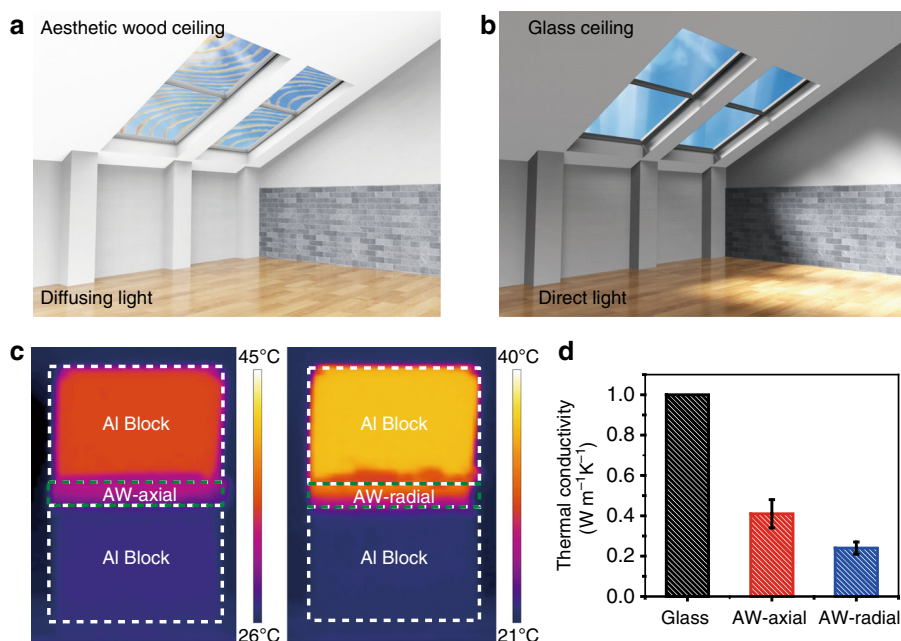 a
Aesthetic wood ceiling
Diffusing light
b
Glass ceiling
Direct light
c
45°C
Al Block
AW-axial
Al Block
26°C
40°C
Al Block
AW-radial
Al Block
21°C
d
Thermal conductivity
(W m⁻¹K⁻¹)
1.0
0.8
0.6
0.4
0.2
0.0
Glass AW-axial AW-radial